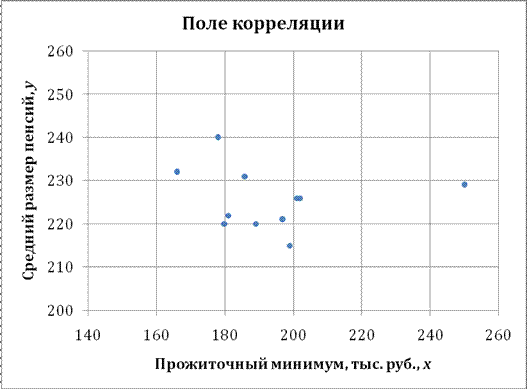 Поле корреляции
Средний размер пенсий, y
260
250
240
230
220
210
200
140 160 180 200 220 240 260
Прожиточный минимум, тыс. руб., x